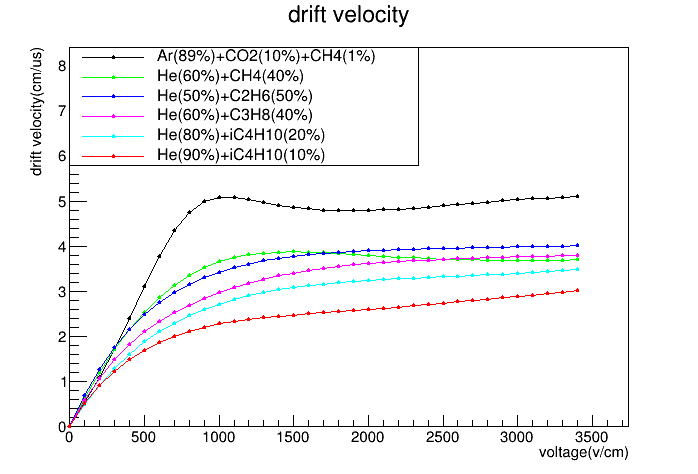 drift velocity
drift velocity(cm/us)
8
7
6
5
4
3
2
1
0
Ar(89%)+CO2(10%)+CH4(1%)
He(60%)+CH4(40%)
He(50%)+C2H6(50%)
He(60%)+C3H8(40%)
He(80%)+iC4H10(20%)
He(90%)+iC4H10(10%)
0 500 1000 1500 2000 2500 3000 3500
voltage(v/cm)